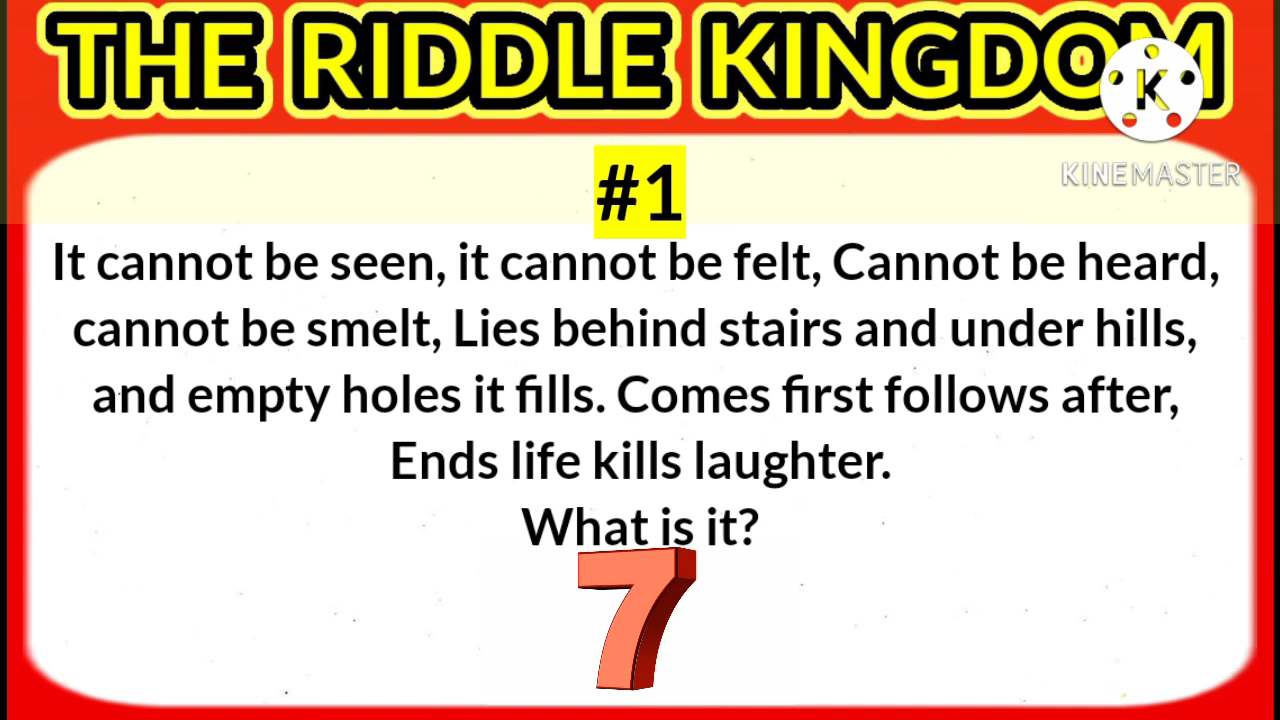 THE RIDDLE KINGDOM
K
KINEMASTER
#1
It cannot be seen, it cannot be felt, Cannot be heard,
cannot be smelt, Lies behind stairs and under hills,
and empty holes it fills. Comes first follows after,
Ends life kills laughter.
What is it?
7